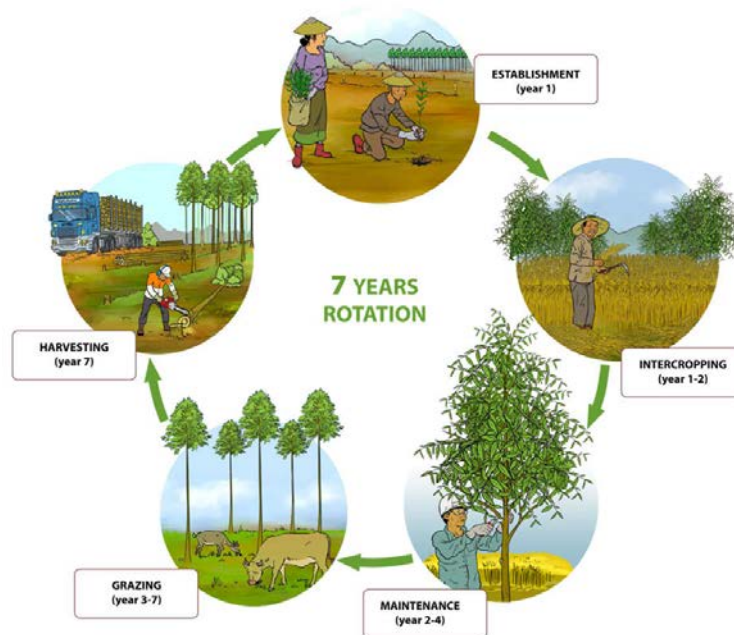 ESTABLISHMENT
(year 1)
7 YEARS
ROTATION
INTERCROPPING
(year 1-2)
MAINTENANCE
(year 2-4)
GRAZING
(year 3-7)
HARVESTING
(year 7)